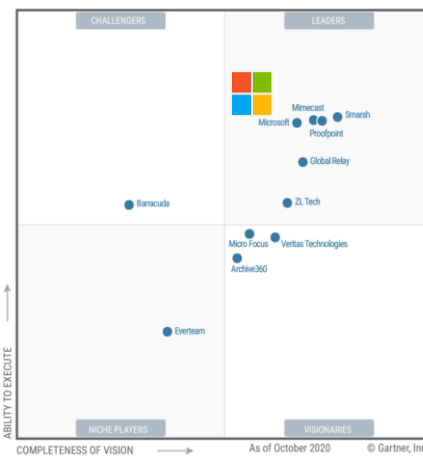 CHALLENGERS
LEADERS
Mimecast
Smarsh
Microsoft
Proofpoint
Global Relay
Barracuda
ZL Tech
Micro Focus
Veritas Technologies
Archive360
Everteam
ABILITY TO EXECUTE
NICHE PLAYERS
VISIONARIES
COMPLETENESS OF VISION
As of October 2020
© Gartner, Inc